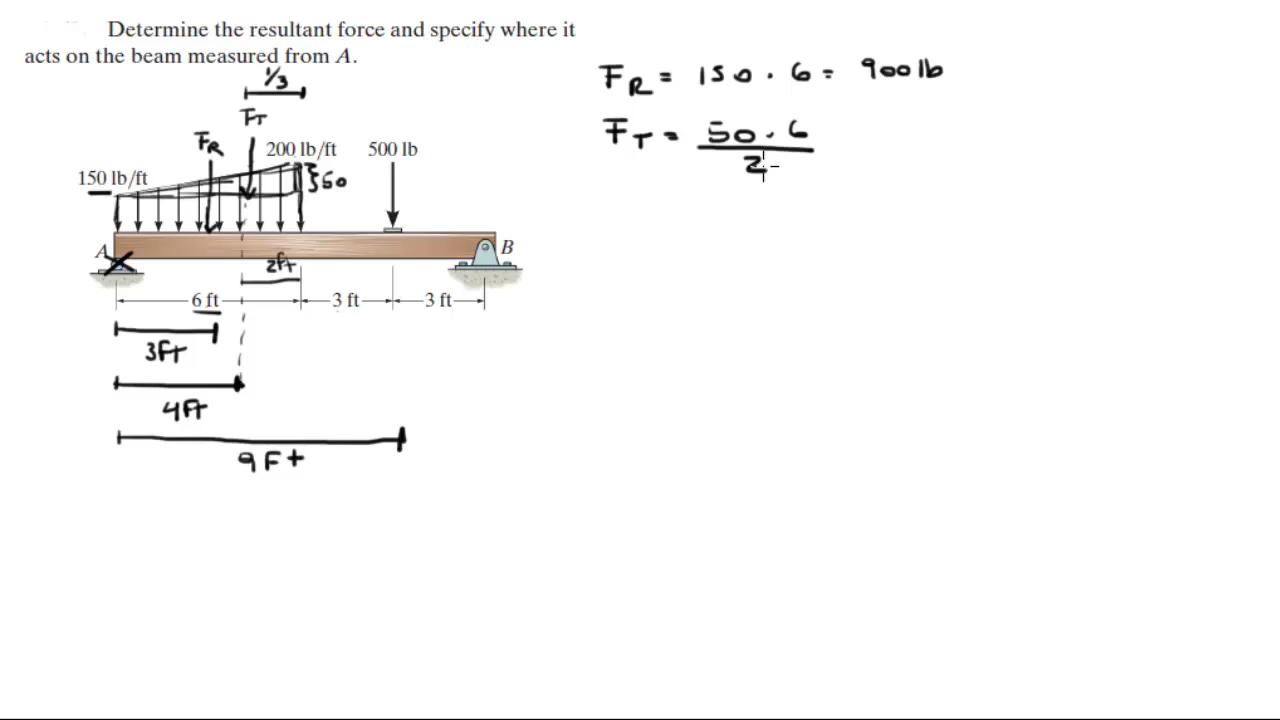 Determine the resultant force and specify where it
acts on the beam measured from A.
1/3
FT
FR
200 lb/ft
500 lb
150 lb/ft
50
A
B
2ft
6 ft
3 ft
3 ft
3Ft
4Ft
9Ft
FR = 150 . 6 = 900 lb
FT = 50 . 6
2